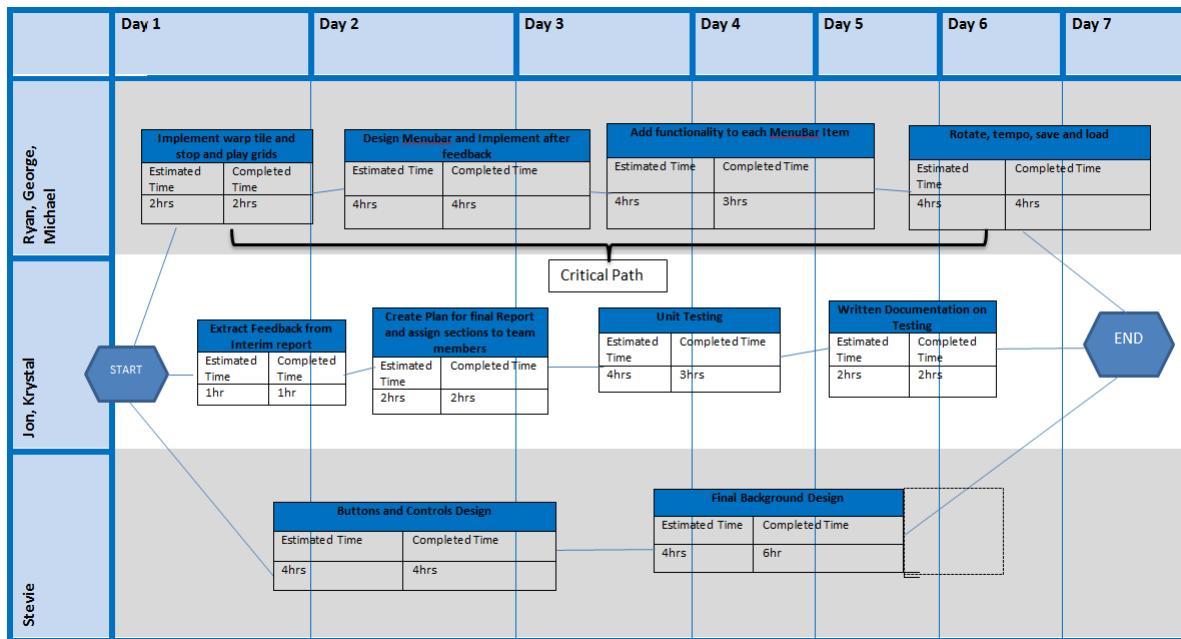 Day 1
Day 2
Day 3
Day 4
Day 5
Day 6
Day 7
Ryan, George,
Michael
Implement warp tile and
stop and play grids
Estimated
Time
Completed
Time
2hrs
2hrs
Design Menubar and Implement after
feedback
Estimated Time
Completed Time
4hrs
4hrs
Add functionality to each MenuBar Item
Estimated Time
Completed Time
4hrs
3hrs
Rotate, tempo, save and load
Estimated
Time
Completed Time
4hrs
4hrs
Critical Path
Jon, Krystal
START
Extract Feedback from
Interim report
Estimated
Time
Completed
Time
1hr
1hr
Create Plan for final Report
and assign sections to team
members
Estimated
Time
Completed Time
2hrs
2hrs
Unit Testing
Estimated
Time
Completed Time
4hrs
3hrs
Written Documentation on
Testing
Estimated
Time
Completed
Time
2hrs
2hrs
END
Stevie
Buttons and Controls Design
Estimated Time
Completed Time
4hrs
4hrs
Final Background Design
Estimated Time
Completed Time
4hrs
6hr